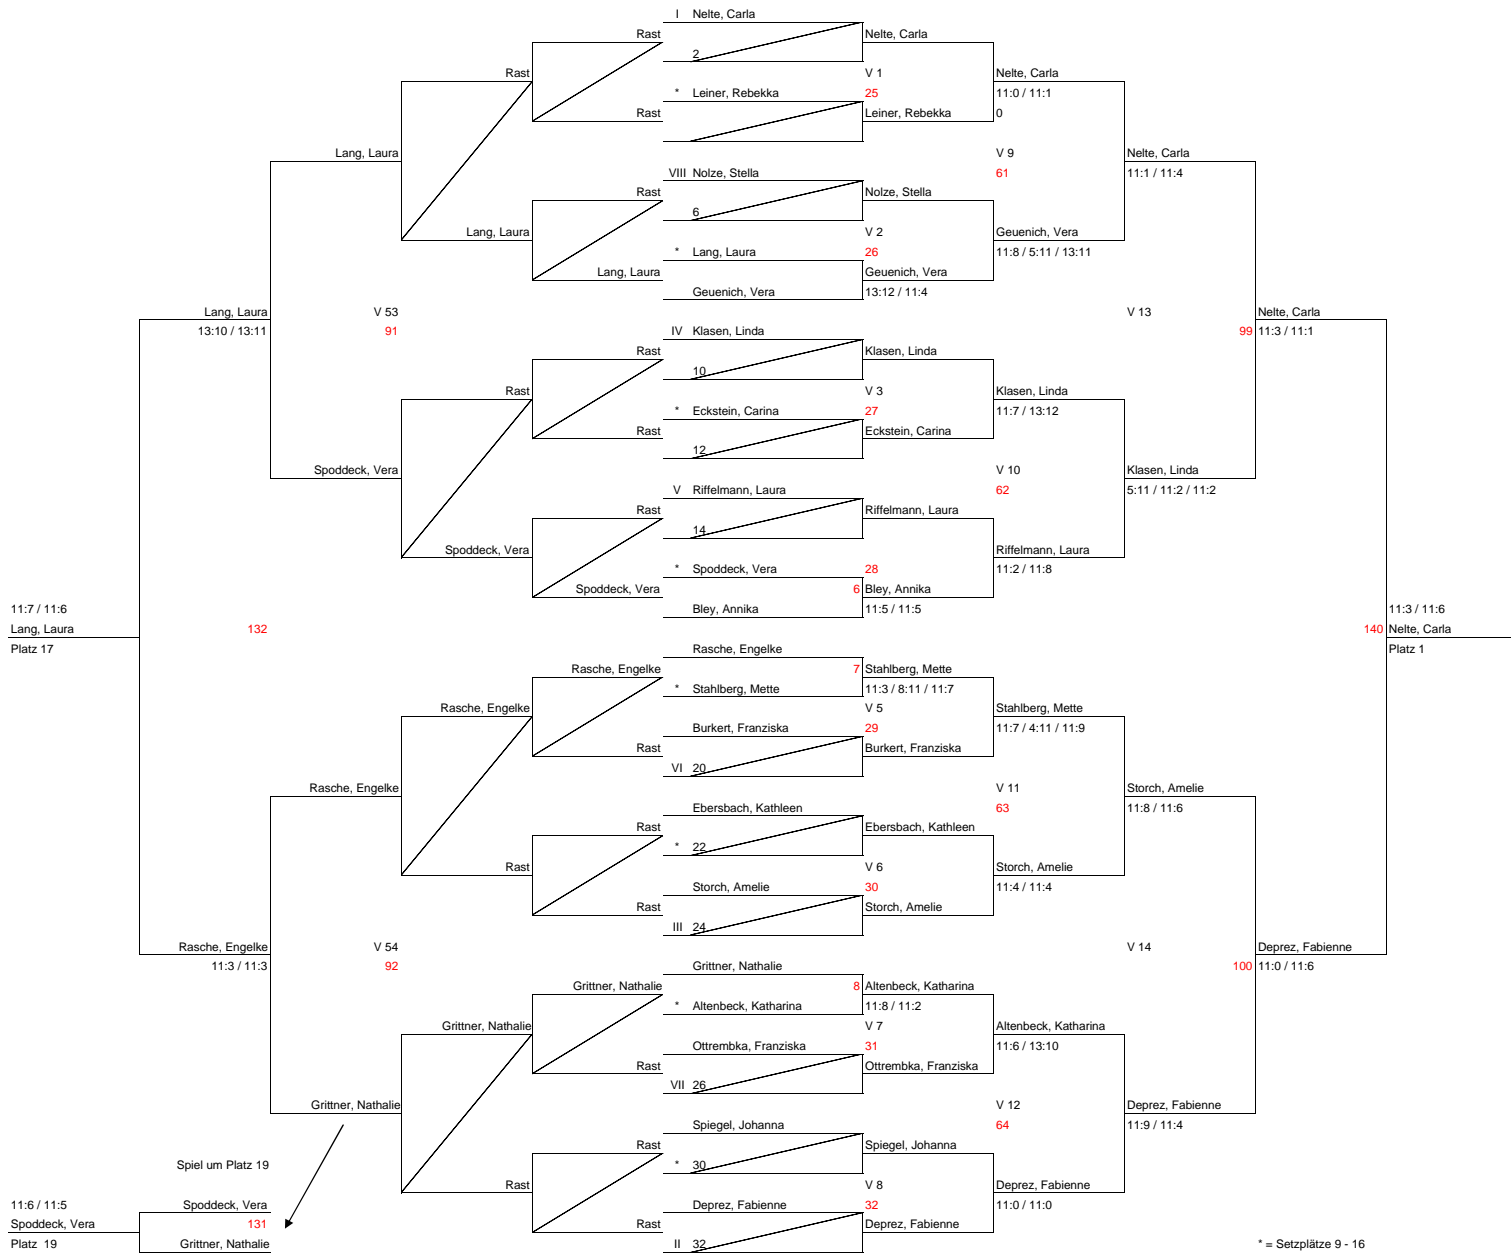 I Nelte, Carla
Rast Nelte, Carla
2
Rast V 1 Nelte, Carla
* Leiner, Rebekka 25 11:0 / 11:1
Rast Leiner, Rebekka 0
Lang, Laura V 9 Nelte, Carla
VIII Nolze, Stella 61 11:1 / 11:4
Rast Nolze, Stella
6
Lang, Laura V 2 Geuenich, Vera
* Lang, Laura 26 11:8 / 5:11 / 13:11
Lang, Laura Geuenich, Vera
Geuenich, Vera 13:12 / 11:4
Lang, Laura V 53 V 13 Nelte, Carla
13:10 / 13:11 91 IV Klasen, Linda 99 11:3 / 11:1
Rast Klasen, Linda
10
Rast V 3 Klasen, Linda
* Eckstein, Carina 27 11:7 / 13:12
Rast Eckstein, Carina
12
Spoddeck, Vera V 10 Klasen, Linda
V Riffelmann, Laura 62 5:11 / 11:2 / 11:2
Rast Riffelmann, Laura
14
Spoddeck, Vera Riffelmann, Laura
* Spoddeck, Vera 28 11:2 / 11:8
Spoddeck, Vera 6 Bley, Annika
11:7 / 11:6 Bley, Annika 11:5 / 11:5 11:3 / 11:6
Lang, Laura 132 140 Nelte, Carla
Platz 17 Rasche, Engelke Platz 1
Rasche, Engelke 7 Stahlberg, Mette
* Stahlberg, Mette 11:3 / 8:11 / 11:7
Rasche, Engelke V 5 Stahlberg, Mette
Burkert, Franziska 29 11:7 / 4:11 / 11:9
Rast Burkert, Franziska
VI 20
Rasche, Engelke V 11 Storch, Amelie
Ebersbach, Kathleen 63 11:8 / 11:6
Rast Ebersbach, Kathleen
* 22
Rast V 6 Storch, Amelie
Storch, Amelie 30 11:4 / 11:4
Rast Storch, Amelie
III 24
Rasche, Engelke V 54 V 14 Deprez, Fabienne
11:3 / 11:3 92 Grittner, Nathalie 100 11:0 / 11:6
Grittner, Nathalie 8 Altenbeck, Katharina
* Altenbeck, Katharina 11:8 / 11:2
Grittner, Nathalie V 7 Altenbeck, Katharina
Ottrembka, Franziska 31 11:6 / 13:10
Rast Ottrembka, Franziska
VII 26
Grittner, Nathalie V 12 Deprez, Fabienne
Spiegel, Johanna 64 11:9 / 11:4
Rast Spiegel, Johanna
Spiel um Platz 19 * 30
Rast V 8 Deprez, Fabienne
11:6 / 11:5 Spoddeck, Vera Deprez, Fabienne 32 11:0 / 11:0
Spoddeck, Vera 131 Rast Deprez, Fabienne
Platz 19 Grittner, Nathalie II 32 * = Setzplätze 9 - 16